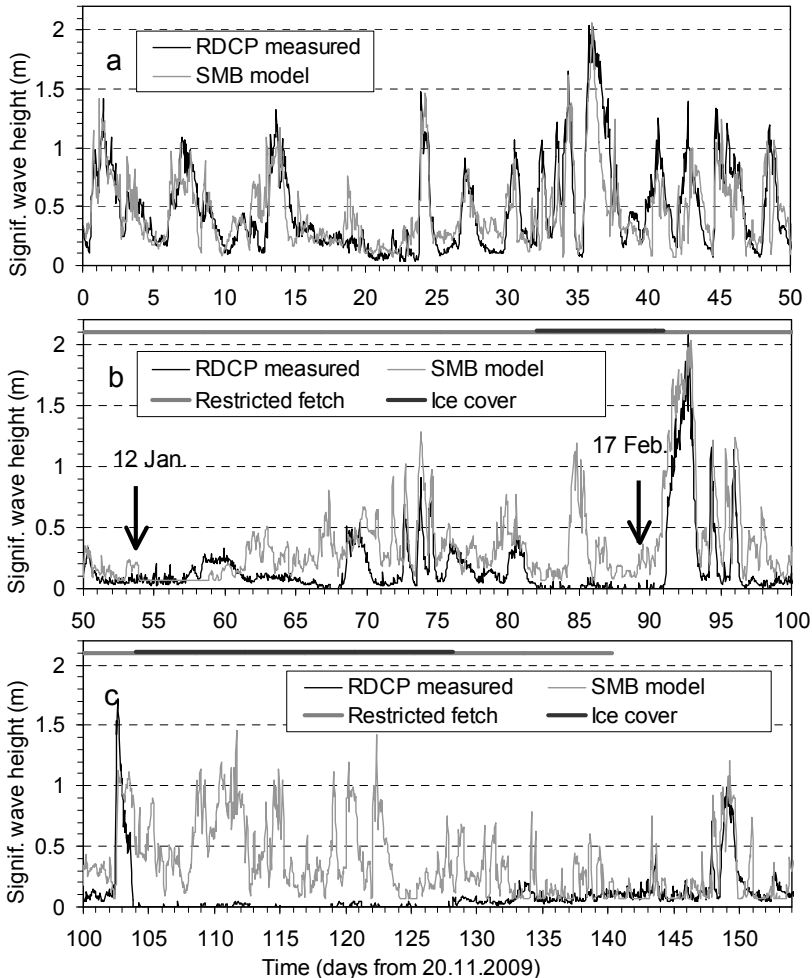 a
RDCP measured
SMB model
Signif. wave height (m)
2
1.5
1
0.5
0
0 5 10 15 20 25 30 35 40 45 50
b
RDCP measured SMB model
Restricted fetch Ice cover
12 Jan.
17 Feb.
Signif. wave height (m)
2
1.5
1
0.5
0
50 55 60 65 70 75 80 85 90 95 100
c
RDCP measured SMB model
Restricted fetch Ice cover
Signif. wave height (m)
2
1.5
1
0.5
0
100 105 110 115 120 125 130 135 140 145 150
Time (days from 20.11.2009)